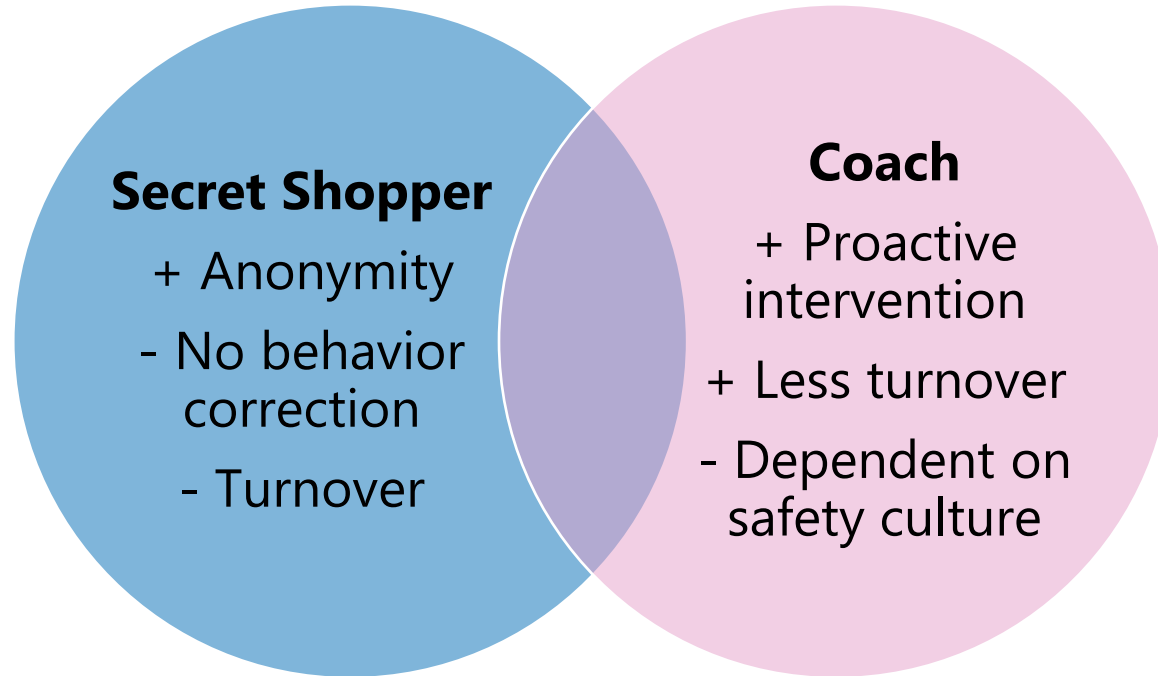 Secret Shopper
+ Anonymity
- No behavior
correction
- Turnover
Coach
+ Proactive
intervention
+ Less turnover
- Dependent on
safety culture